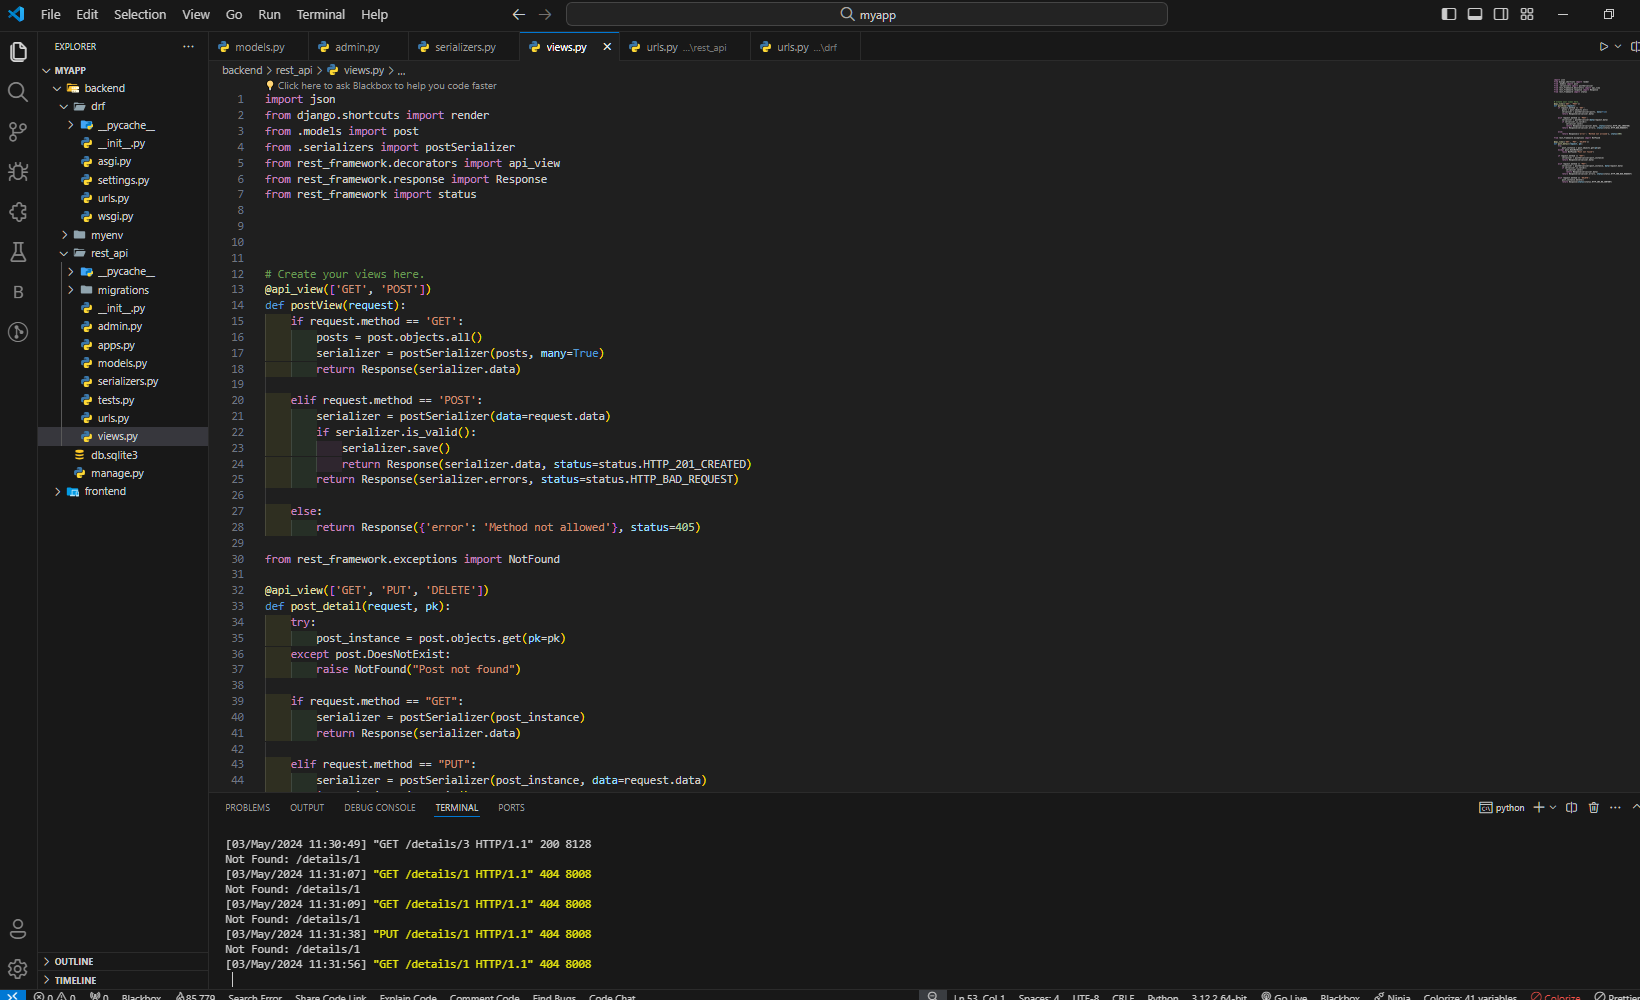 File Edit Selection View Go Run Terminal Help
myapp
EXPLORER
MYAPP
backend
drf
__pycache__
__init__.py
asgi.py
settings.py
urls.py
wsgi.py
myenv
rest_api
__pycache__
migrations
__init__.py
admin.py
apps.py
models.py
serializers.py
tests.py
urls.py
views.py
db.sqlite3
manage.py
frontend
OUTLINE
TIMELINE
models.py admin.py serializers.py views.py urls.py ...\rest_api urls.py ...\drf
backend > rest_api > views.py > ...
Click here to ask Blackbox to help you code faster
1 import json
2 from django.shortcuts import render
3 from .models import post
4 from .serializers import postSerializer
5 from rest_framework.decorators import api_view
6 from rest_framework.response import Response
7 from rest_framework import status
8
9
10
11
12 # Create your views here.
13 @api_view(['GET', 'POST'])
14 def postView(request):
15 if request.method == 'GET':
16 posts = post.objects.all()
17 serializer = postSerializer(posts, many=True)
18 return Response(serializer.data)
19
20 elif request.method == 'POST':
21 serializer = postSerializer(data=request.data)
22 if serializer.is_valid():
23 serializer.save()
24 return Response(serializer.data, status=status.HTTP_201_CREATED)
25 return Response(serializer.errors, status=status.HTTP_BAD_REQUEST)
26
27 else:
28 return Response({'error': 'Method not allowed'}, status=405)
29
30 from rest_framework.exceptions import NotFound
31
32 @api_view(['GET', 'PUT', 'DELETE'])
33 def post_detail(request, pk):
34 try:
35 post_instance = post.objects.get(pk=pk)
36 except post.DoesNotExist:
37 raise NotFound("Post not found")
38
39 if request.method == "GET":
40 serializer = postSerializer(post_instance)
41 return Response(serializer.data)
42
43 elif request.method == "PUT":
44 serializer = postSerializer(post_instance, data=request.data)
PROBLEMS OUTPUT DEBUG CONSOLE TERMINAL PORTS
python
[03/May/2024 11:30:49] "GET /details/3 HTTP/1.1" 200 8128
Not Found: /details/1
[03/May/2024 11:31:07] "GET /details/1 HTTP/1.1" 404 8008
Not Found: /details/1
[03/May/2024 11:31:09] "GET /details/1 HTTP/1.1" 404 8008
Not Found: /details/1
[03/May/2024 11:31:38] "PUT /details/1 HTTP/1.1" 404 8008
Not Found: /details/1
[03/May/2024 11:31:56] "GET /details/1 HTTP/1.1" 404 8008
0 0 0 Blackbox 85,779 Search Error Share Code Link Explain Code Comment Code Find Bugs Code Chat Ln 53, Col 1 Spaces: 4 UTF-8 CRLF Python 3.12.2 64-bit Go Live Blackbox Ninja Colorize: 41 variables Colorize Prettier